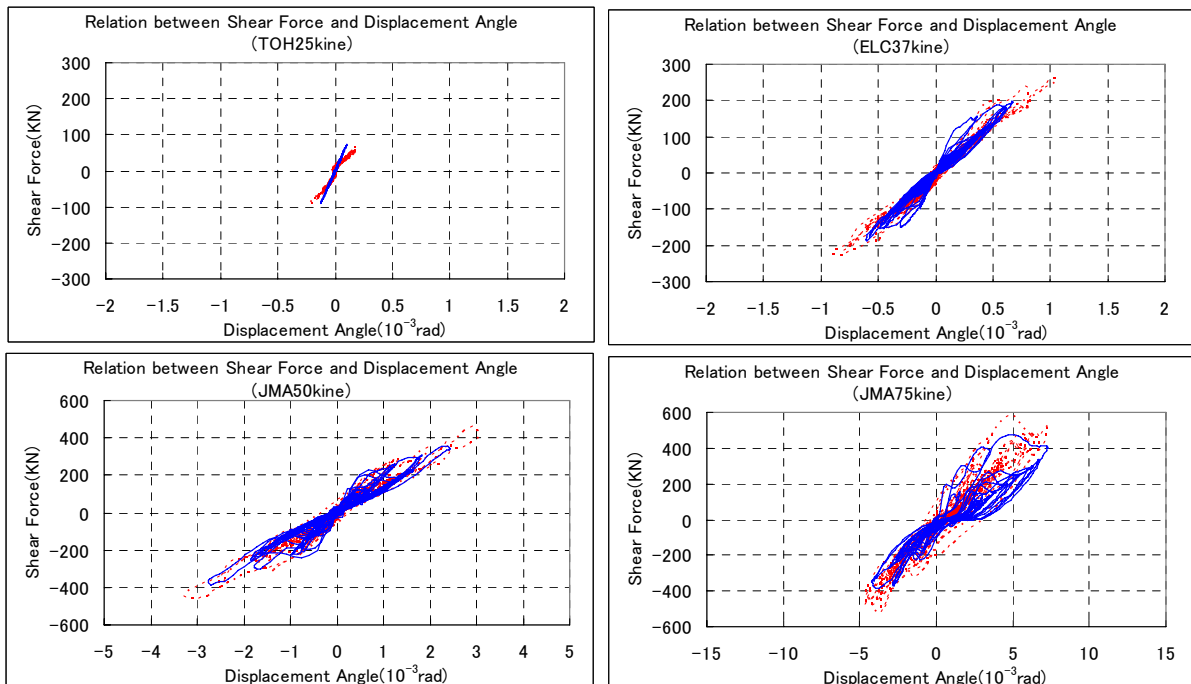 Relation between Shear Force and Displacement Angle
(TOH25kine)
300
200
100
0
-100
-200
-300
Shear Force(KN)
-2 -1.5 -1 -0.5 0 0.5 1 1.5 2
Displacement Angle(10⁻³rad)
Relation between Shear Force and Displacement Angle
(ELC37kine)
300
200
100
0
-100
-200
-300
Shear Force(KN)
-2 -1.5 -1 -0.5 0 0.5 1 1.5 2
Displacement Angle(10⁻³rad)
Relation between Shear Force and Displacement Angle
(JMA50kine)
600
400
200
0
-200
-400
-600
Shear Force(KN)
-5 -4 -3 -2 -1 0 1 2 3 4 5
Displacement Angle(10⁻³rad)
Relation between Shear Force and Displacement Angle
(JMA75kine)
600
400
200
0
-200
-400
-600
Shear Force(KN)
-15 -10 -5 0 5 10 15
Displacement Angle(10⁻³rad)